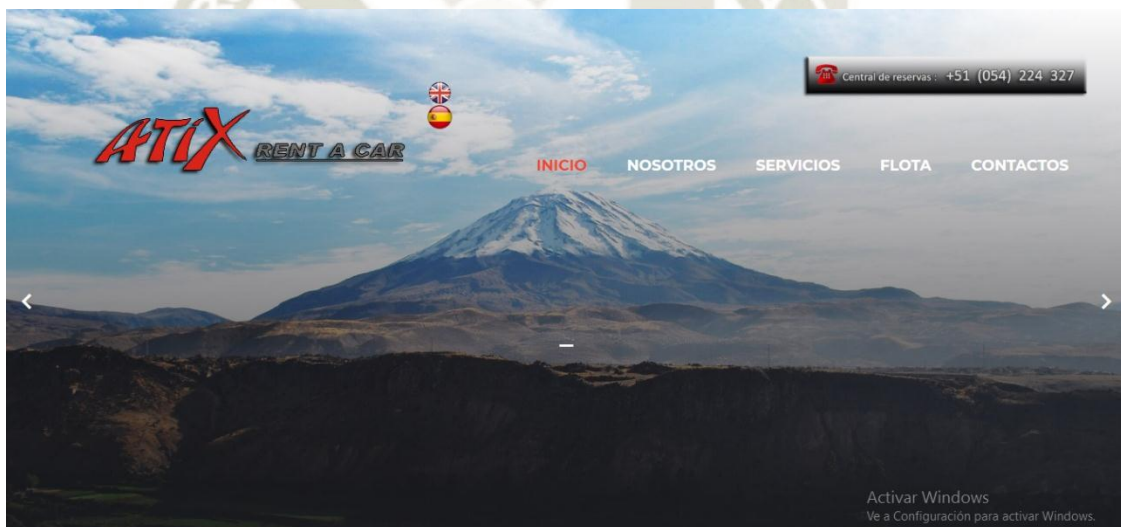 Central de reservas : +51 (054) 224 327
ATIX RENT A CAR
INICIO NOSOTROS SERVICIOS FLOTA CONTACTOS
Activar Windows
Ve a Configuración para activar Windows.